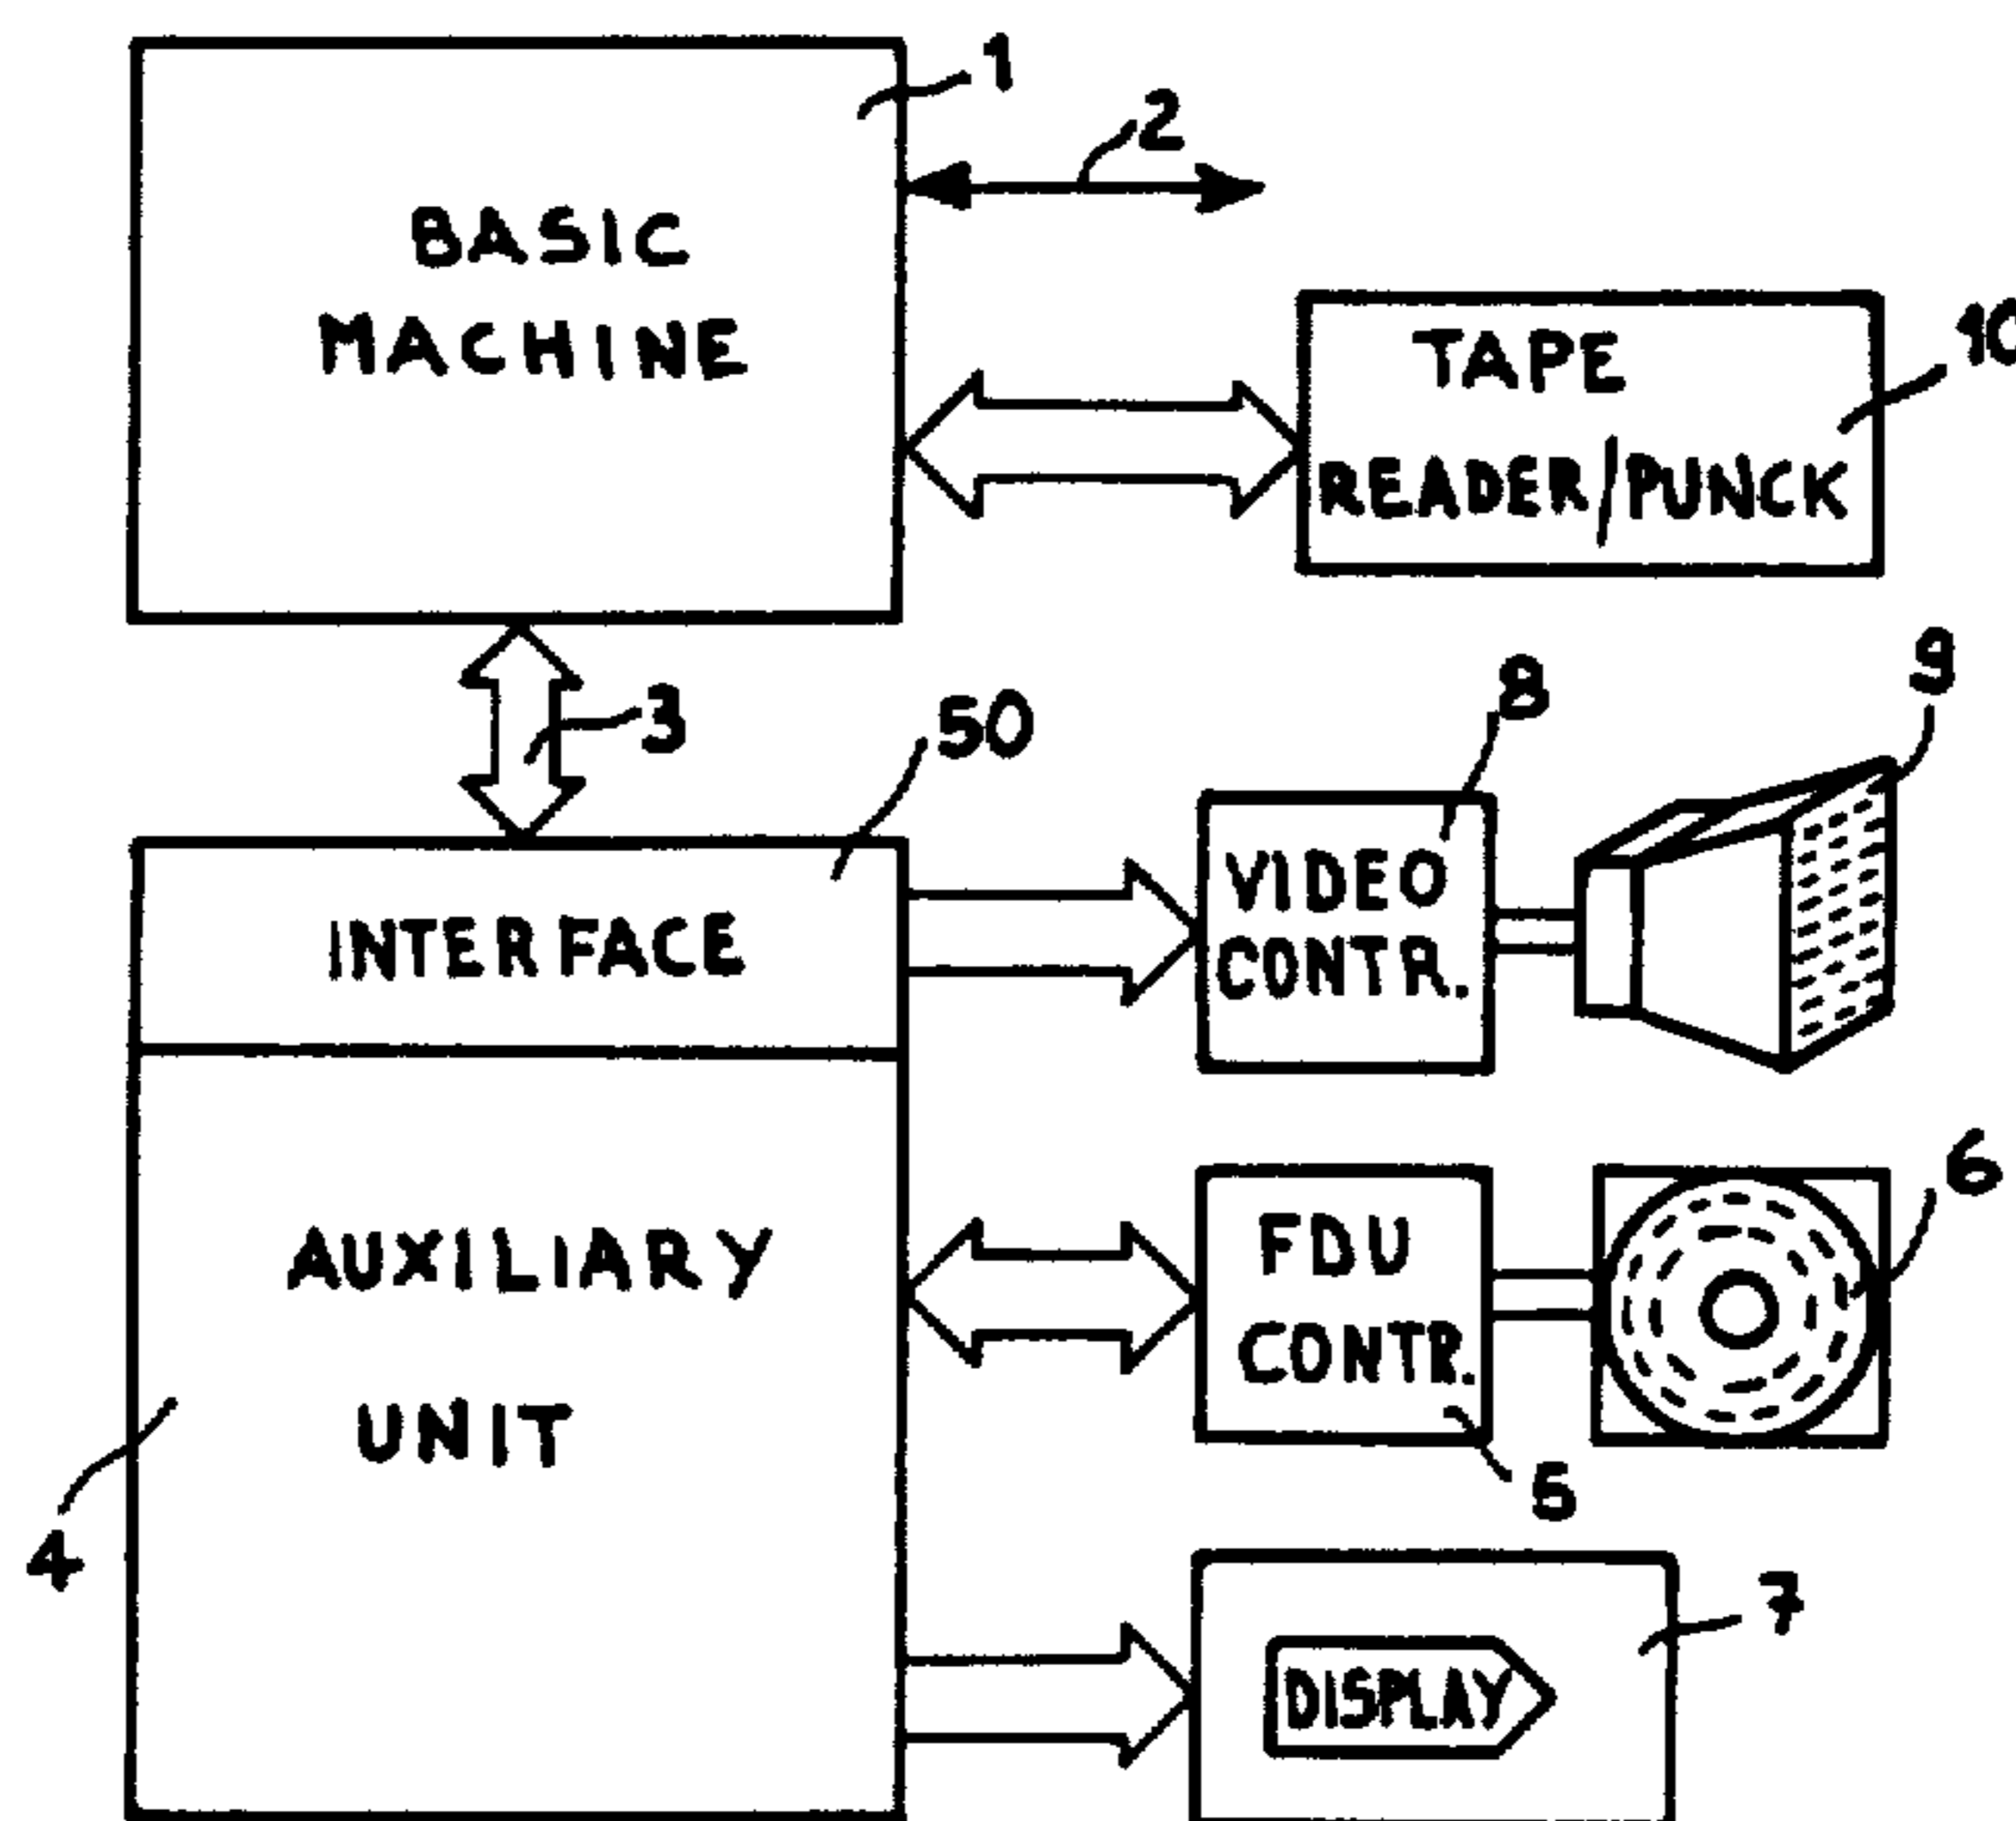 1
2
BASIC
MACHINE
10
TAPE
READER/PUNCK
3
50
8
9
INTERFACE
VIDEO
CONTR.
6
AUXILIARY
UNIT
FDU
CONTR.
5
4
7
DISPLAY